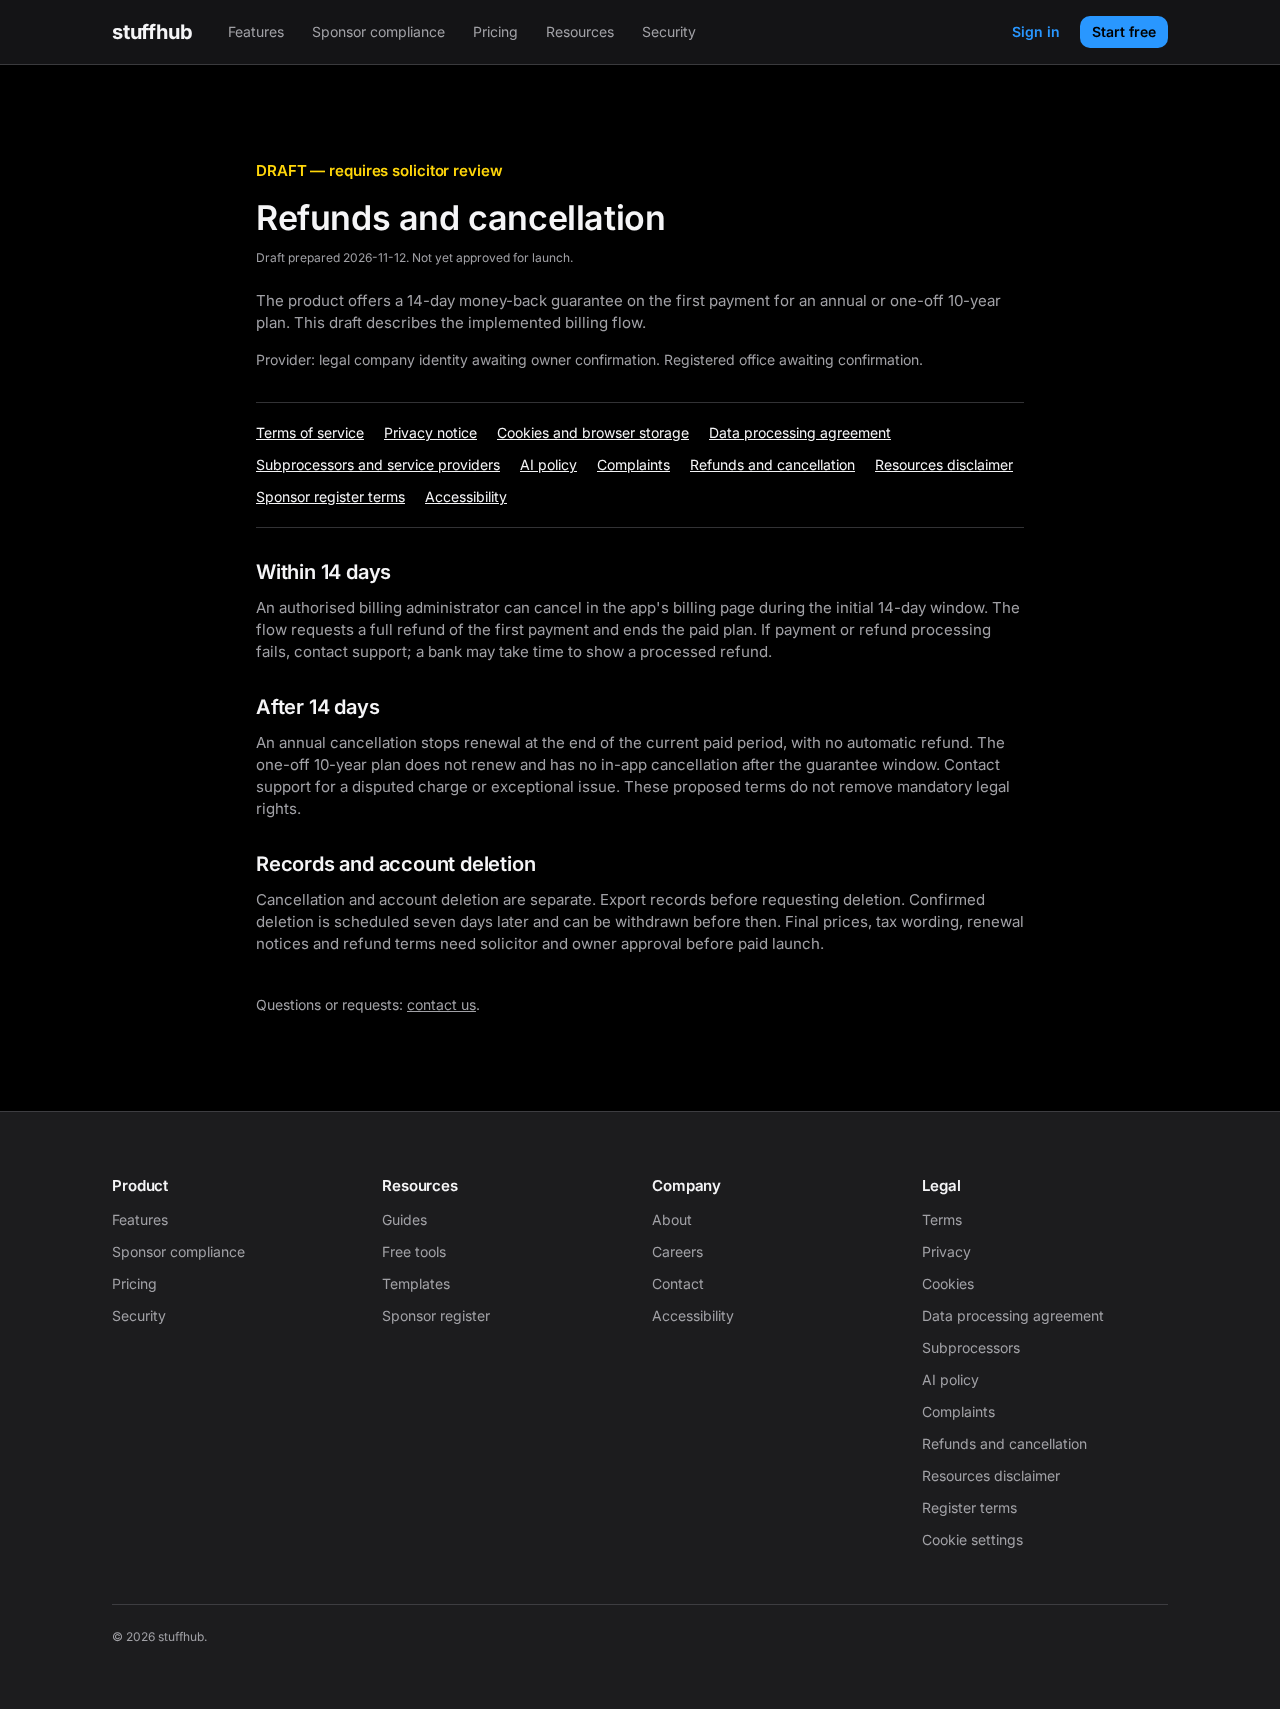 stuffhub Features Sponsor compliance Pricing Resources Security Sign in Start free
DRAFT — requires solicitor review
Refunds and cancellation
Draft prepared 2026-11-12. Not yet approved for launch.
The product offers a 14-day money-back guarantee on the first payment for an annual or one-off 10-year
plan. This draft describes the implemented billing flow.
Provider: legal company identity awaiting owner confirmation. Registered office awaiting confirmation.
Terms of service Privacy notice Cookies and browser storage Data processing agreement
Subprocessors and service providers AI policy Complaints Refunds and cancellation Resources disclaimer
Sponsor register terms Accessibility
Within 14 days
An authorised billing administrator can cancel in the app's billing page during the initial 14-day window. The
flow requests a full refund of the first payment and ends the paid plan. If payment or refund processing
fails, contact support; a bank may take time to show a processed refund.
After 14 days
An annual cancellation stops renewal at the end of the current paid period, with no automatic refund. The
one-off 10-year plan does not renew and has no in-app cancellation after the guarantee window. Contact
support for a disputed charge or exceptional issue. These proposed terms do not remove mandatory legal
rights.
Records and account deletion
Cancellation and account deletion are separate. Export records before requesting deletion. Confirmed
deletion is scheduled seven days later and can be withdrawn before then. Final prices, tax wording, renewal
notices and refund terms need solicitor and owner approval before paid launch.
Questions or requests: contact us.
Product
Features
Sponsor compliance
Pricing
Security
Resources
Guides
Free tools
Templates
Sponsor register
Company
About
Careers
Contact
Accessibility
Legal
Terms
Privacy
Cookies
Data processing agreement
Subprocessors
AI policy
Complaints
Refunds and cancellation
Resources disclaimer
Register terms
Cookie settings
© 2026 stuffhub.